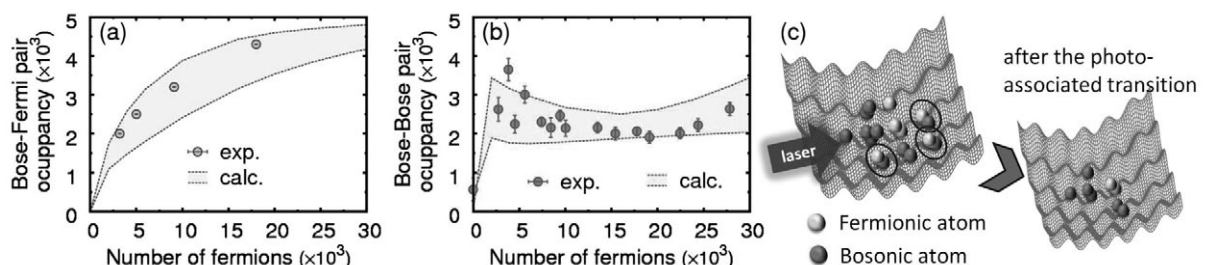 (a)
Bose-Fermi pair
ocuppancy (×10³)
5
4
3
2
1
0
exp.
calc.
0 5 10 15 20 25 30
Number of fermions (×10³)
(b)
Bose-Bose pair
ocuppancy (×10³)
5
4
3
2
1
0
exp. calc.
0 5 10 15 20 25 30
Number of fermions (×10³)
(c)
after the photo-
associated transition
laser
Fermionic atom
Bosonic atom